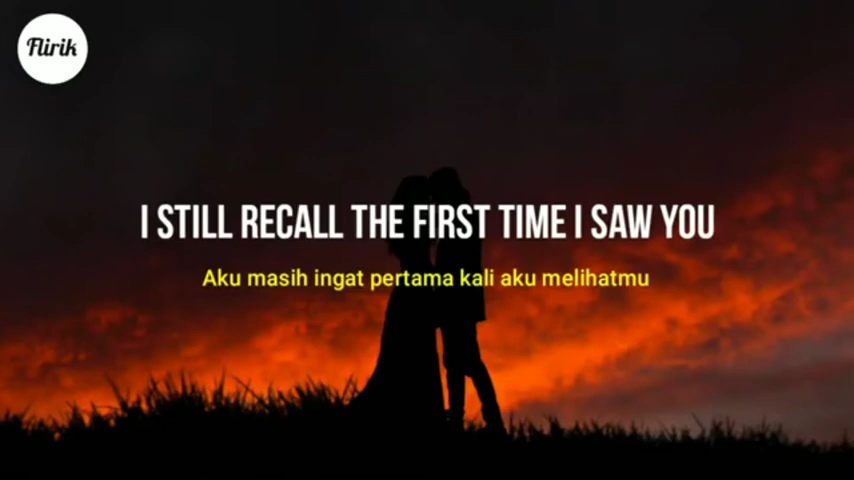 Flirik
I STILL RECALL THE FIRST TIME I SAW YOU
Aku masih ingat pertama kali aku melihatmu